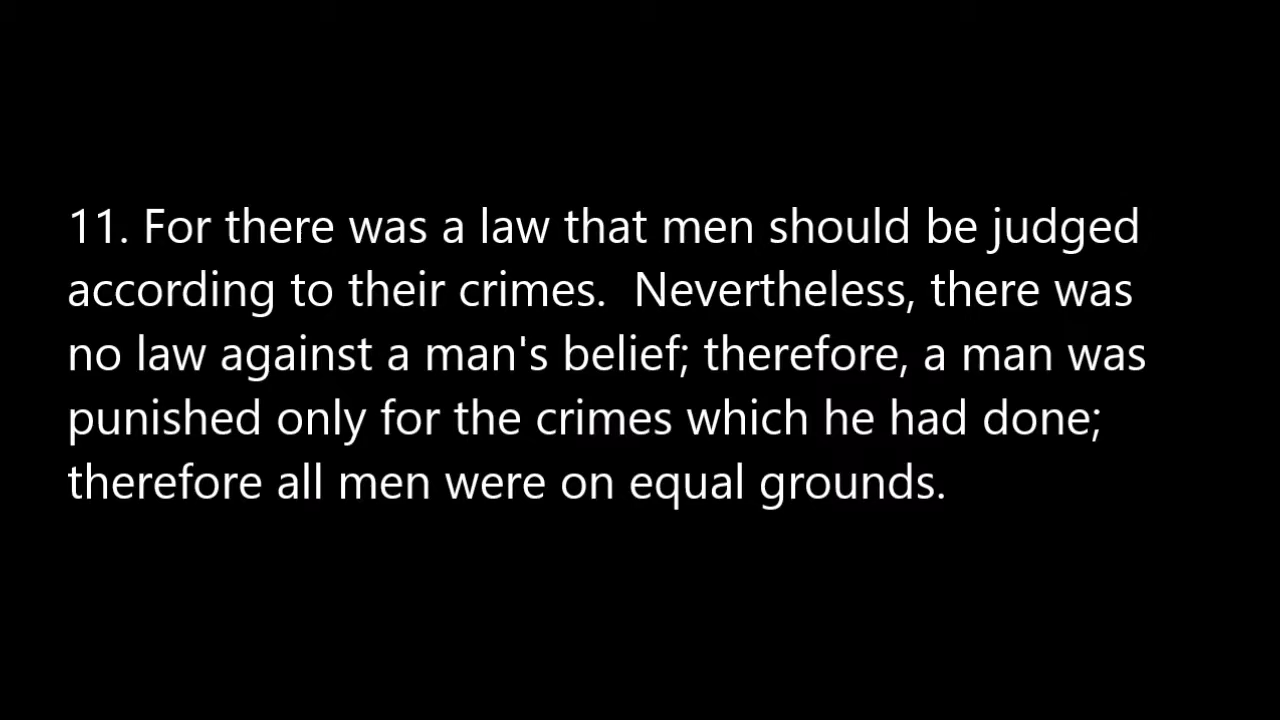 11. For there was a law that men should be judged
according to their crimes.  Nevertheless, there was
no law against a man's belief; therefore, a man was
punished only for the crimes which he had done;
therefore all men were on equal grounds.